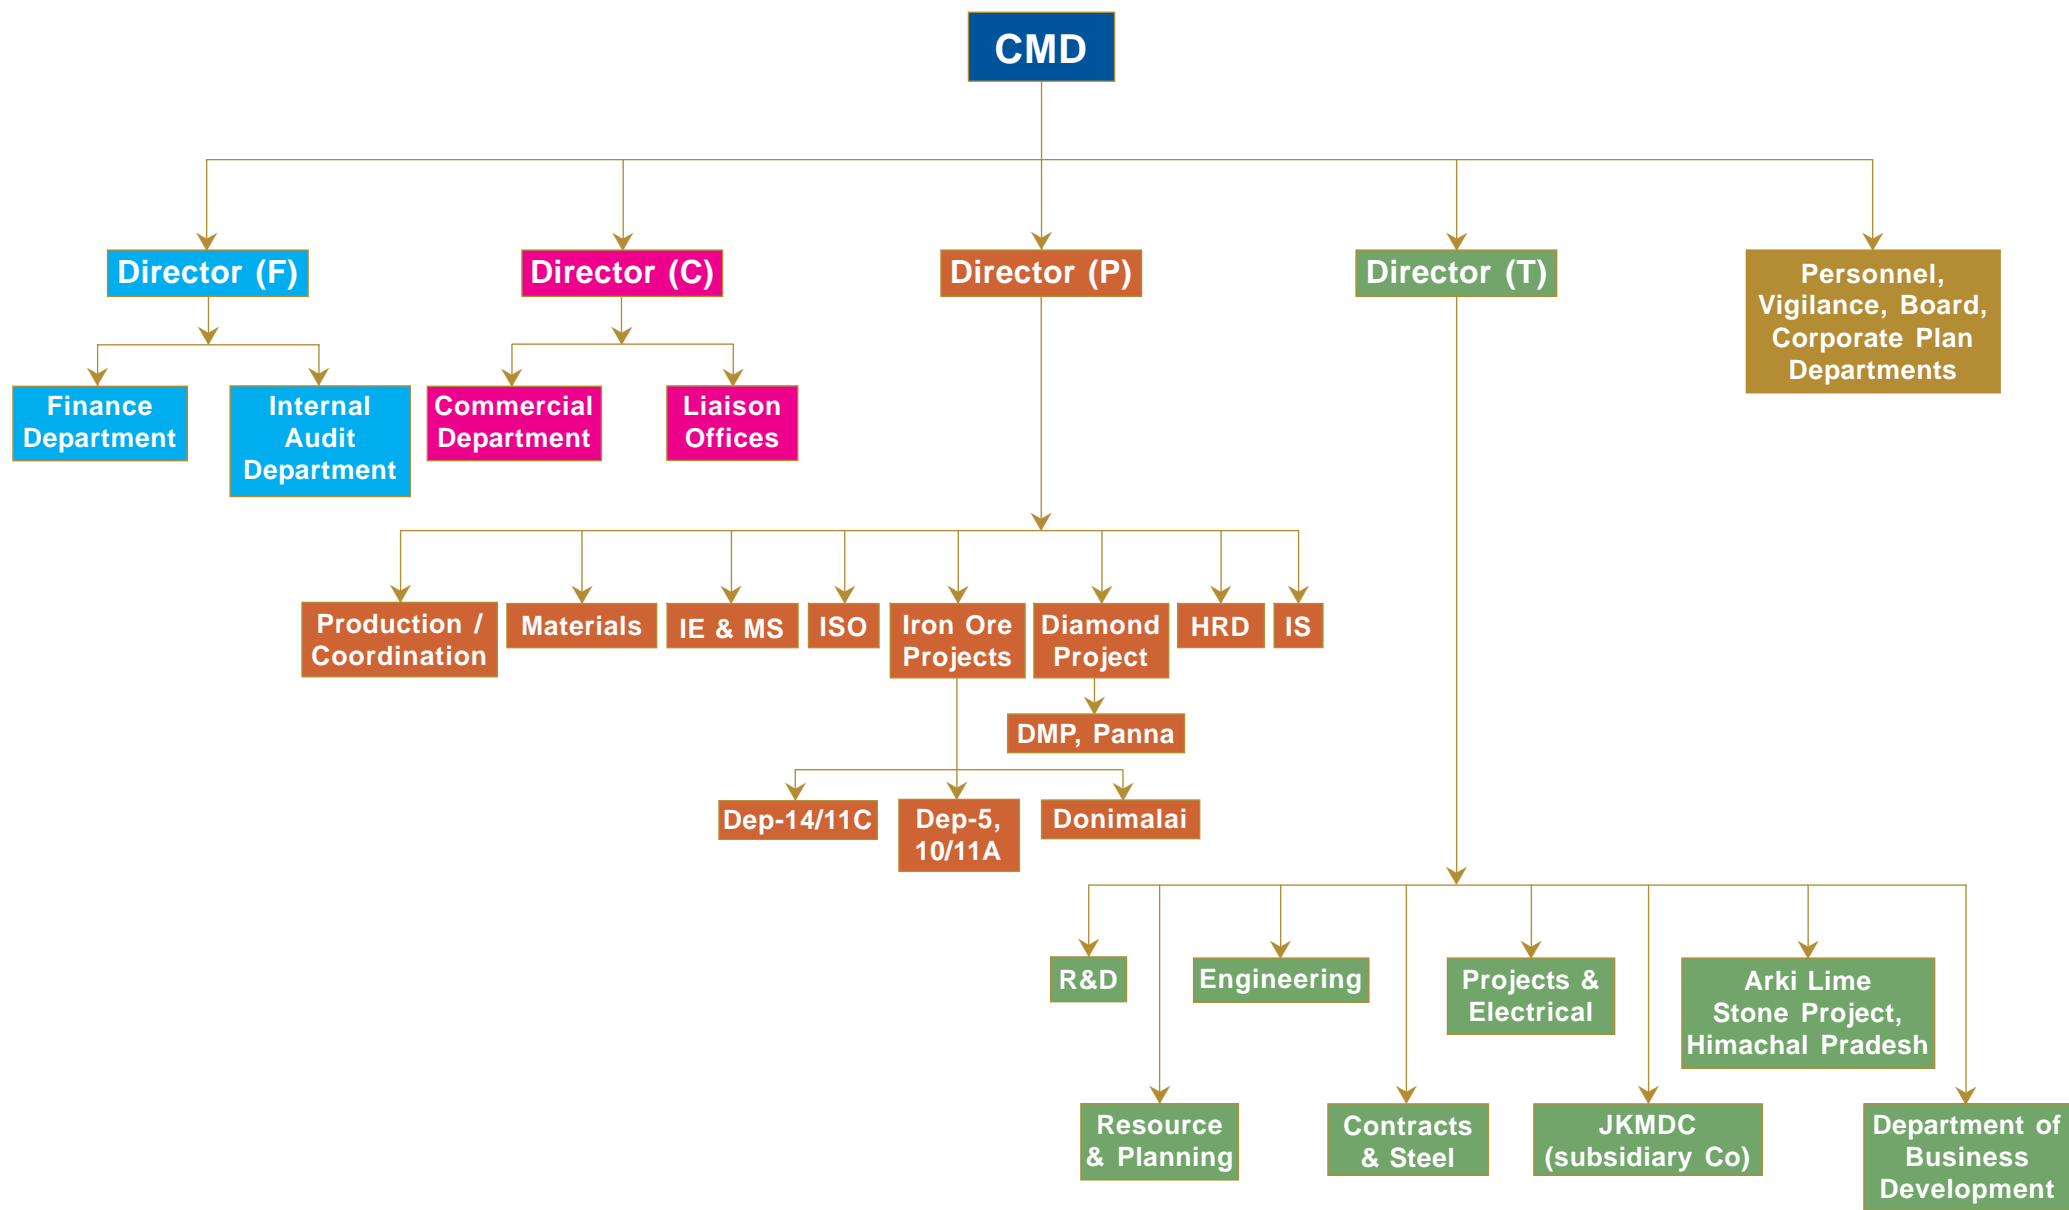 CMD
Director (F)
Director (C)
Director (P)
Director (T)
Personnel,
Vigilance, Board,
Corporate Plan
Departments
Finance
Department
Internal
Audit
Department
Commercial
Department
Liaison
Offices
Production /
Coordination
Materials
IE & MS
ISO
Iron Ore
Projects
Diamond
Project
HRD
IS
DMP, Panna
Dep-14/11C
Dep-5,
10/11A
Donimalai
R&D
Engineering
Projects &
Electrical
Arki Lime
Stone Project,
Himachal Pradesh
Resource
& Planning
Contracts
& Steel
JKMDC
(subsidiary Co)
Department of
Business
Development